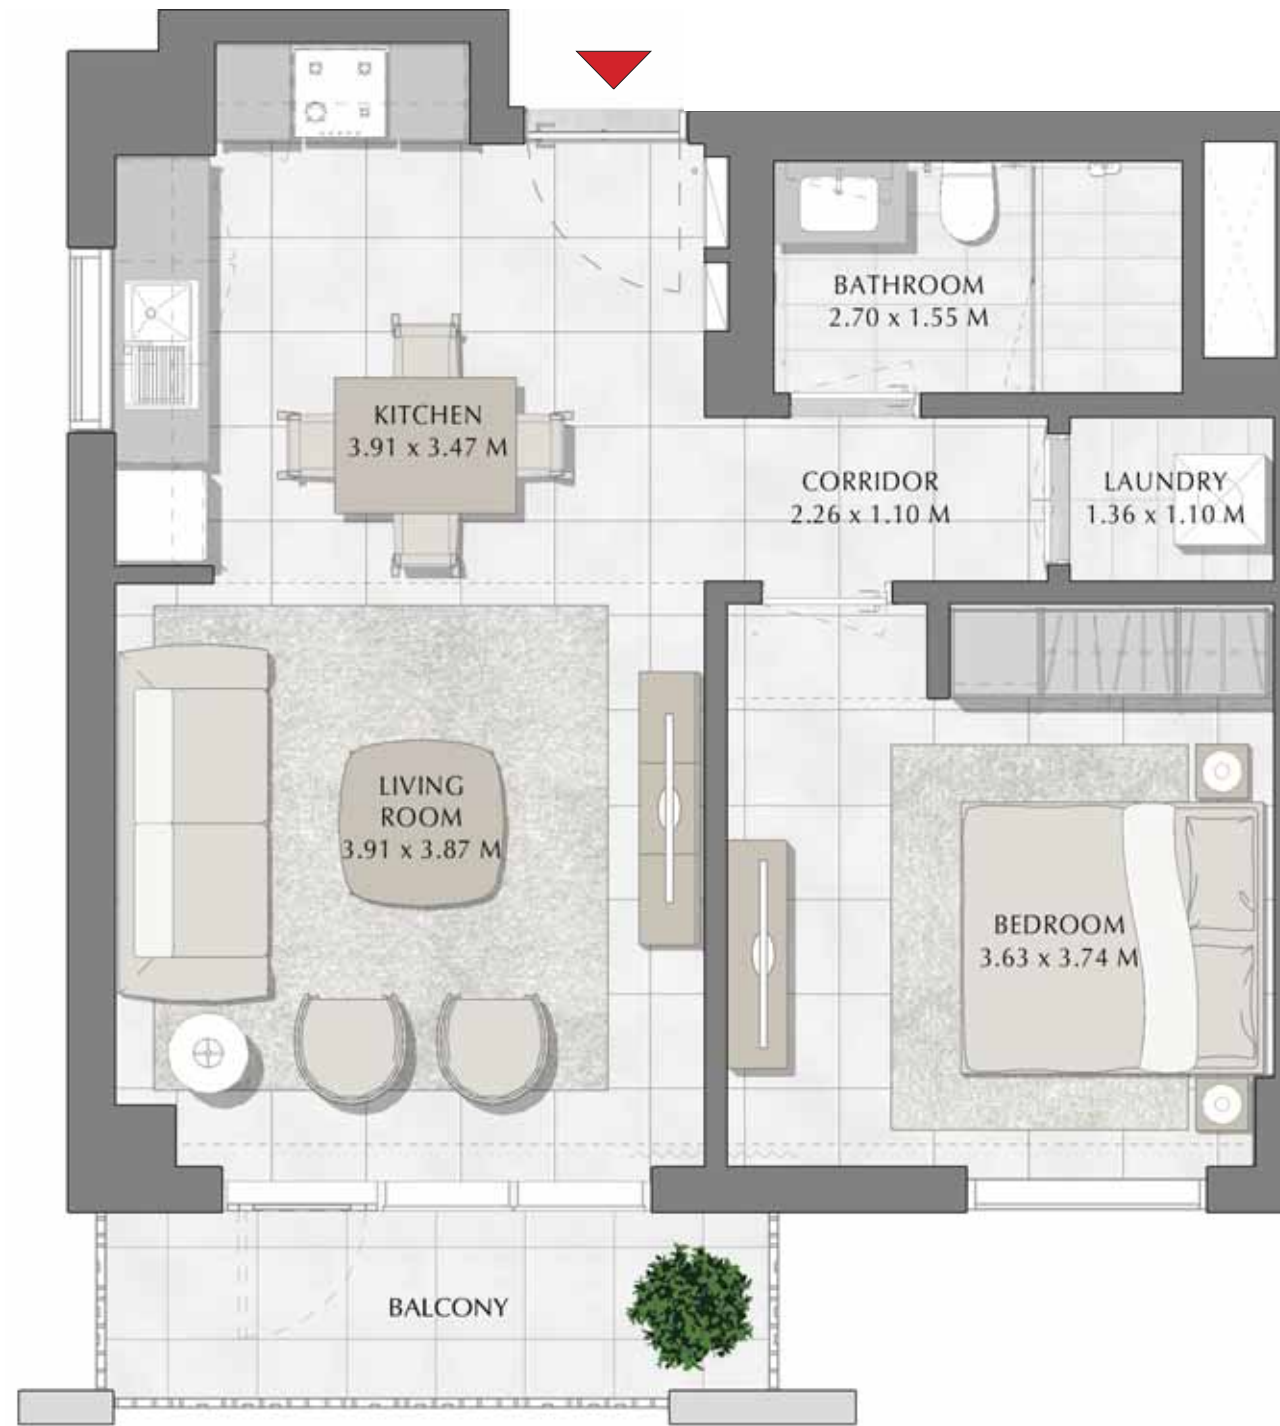 BATHROOM
2.70 x 1.55 M
KITCHEN
3.91 x 3.47 M
CORRIDOR
2.26 x 1.10 M
LAUNDRY
1.36 x 1.10 M
LIVING
ROOM
3.91 x 3.87 M
BEDROOM
3.63 x 3.74 M
BALCONY